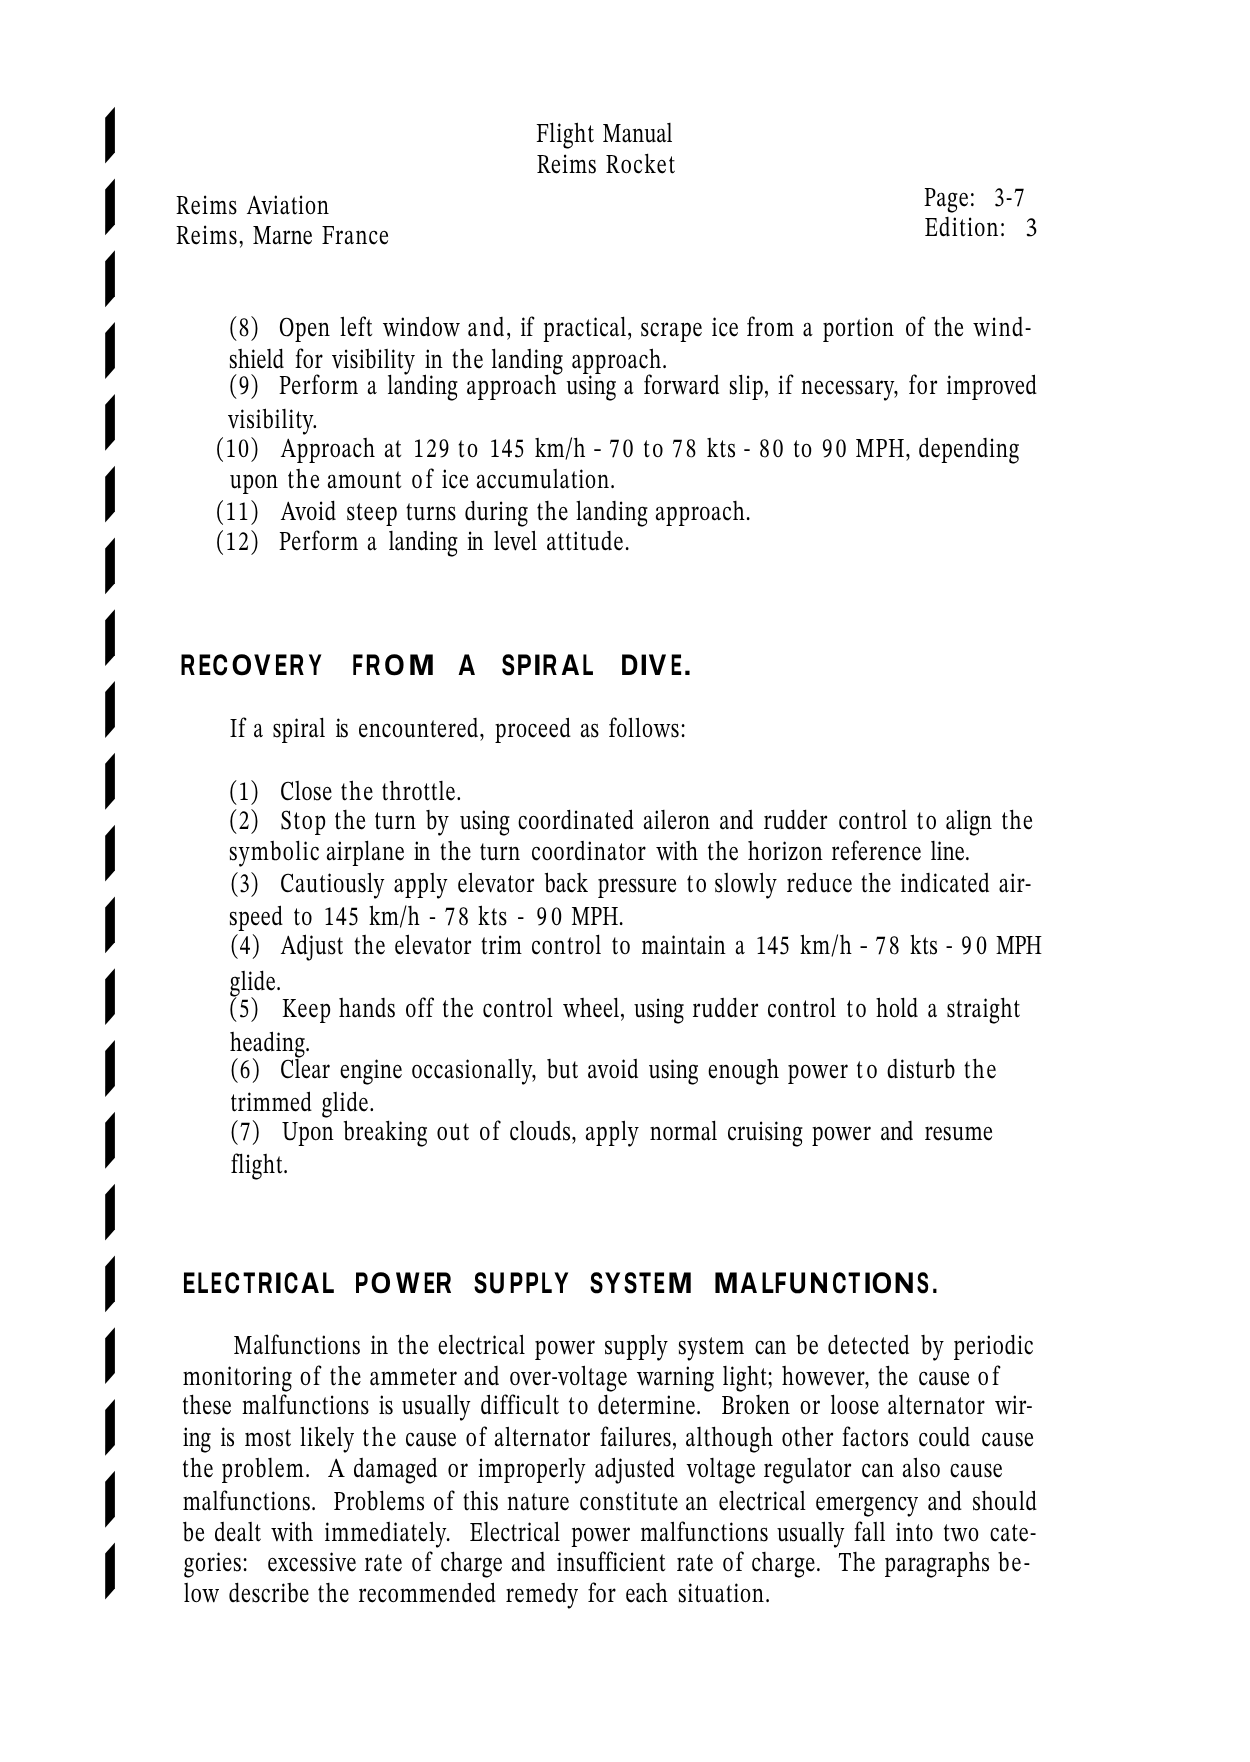 Flight Manual
Reims Rocket
Reims Aviation
Reims, Marne France
Page: 3-7
Edition: 3
(8) Open left window and, if practical, scrape ice from a portion of the wind-
shield for visibility in the landing approach.
(9) Perform a landing approach using a forward slip, if necessary, for improved
visibility.
(10) Approach at 129 to 145 km/h - 70 to 78 kts - 80 to 90 MPH, depending
upon the amount of ice accumulation.
(11) Avoid steep turns during the landing approach.
(12) Perform a landing in level attitude.
RECOVERY FROM A SPIRAL DIVE.
If a spiral is encountered, proceed as follows:
(1) Close the throttle.
(2) Stop the turn by using coordinated aileron and rudder control to align the
symbolic airplane in the turn coordinator with the horizon reference line.
(3) Cautiously apply elevator back pressure to slowly reduce the indicated air-
speed to 145 km/h - 78 kts - 90 MPH.
(4) Adjust the elevator trim control to maintain a 145 km/h - 78 kts - 90 MPH
glide.
(5) Keep hands off the control wheel, using rudder control to hold a straight
heading.
(6) Clear engine occasionally, but avoid using enough power to disturb the
trimmed glide.
(7) Upon breaking out of clouds, apply normal cruising power and resume
flight.
ELECTRICAL POWER SUPPLY SYSTEM MALFUNCTIONS.
Malfunctions in the electrical power supply system can be detected by periodic
monitoring of the ammeter and over-voltage warning light; however, the cause of
these malfunctions is usually difficult to determine. Broken or loose alternator wir-
ing is most likely the cause of alternator failures, although other factors could cause
the problem. A damaged or improperly adjusted voltage regulator can also cause
malfunctions. Problems of this nature constitute an electrical emergency and should
be dealt with immediately. Electrical power malfunctions usually fall into two cate-
gories: excessive rate of charge and insufficient rate of charge. The paragraphs be-
low describe the recommended remedy for each situation.